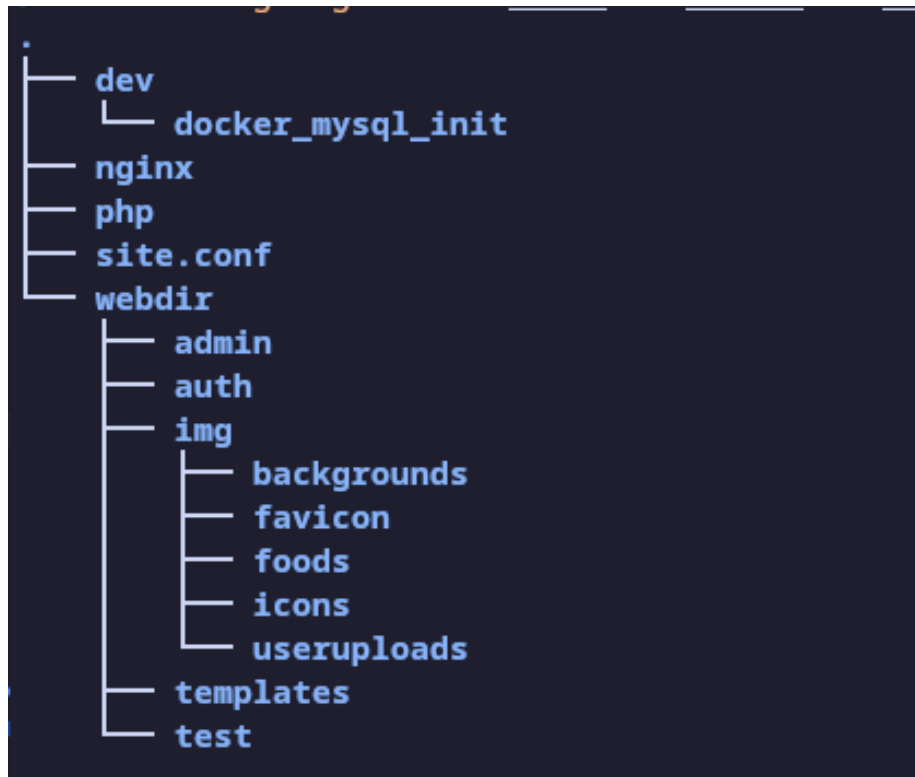 .
├── dev
│   └── docker_mysql_init
├── nginx
├── php
├── site.conf
└── webdir
    ├── admin
    ├── auth
    ├── img
    │   ├── backgrounds
    │   ├── favicon
    │   ├── foods
    │   ├── icons
    │   └── useruploads
    ├── templates
    └── test